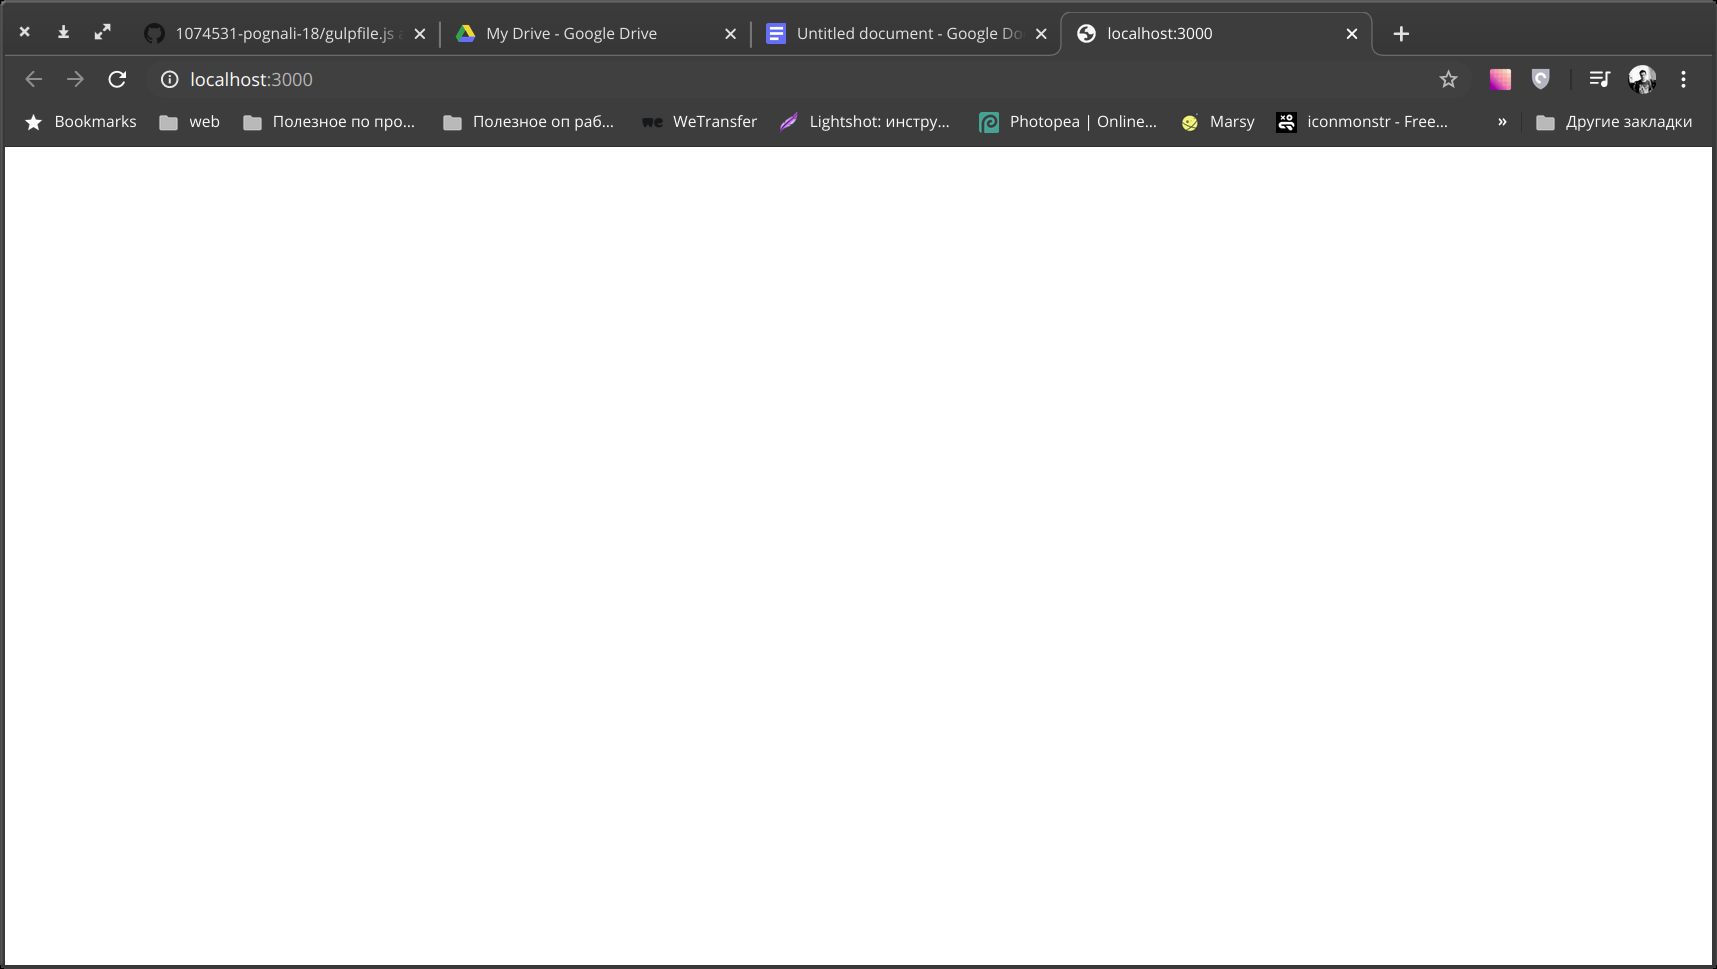 1074531-pognali-18/gulpfile.js a My Drive - Google Drive Untitled document - Google Do localhost:3000
localhost:3000
Bookmarks web Полезное по про... Полезное оп раб... we WeTransfer Lightshot: инстру... Photopea | Online... Marsy iconmonstr - Free... » Другие закладки